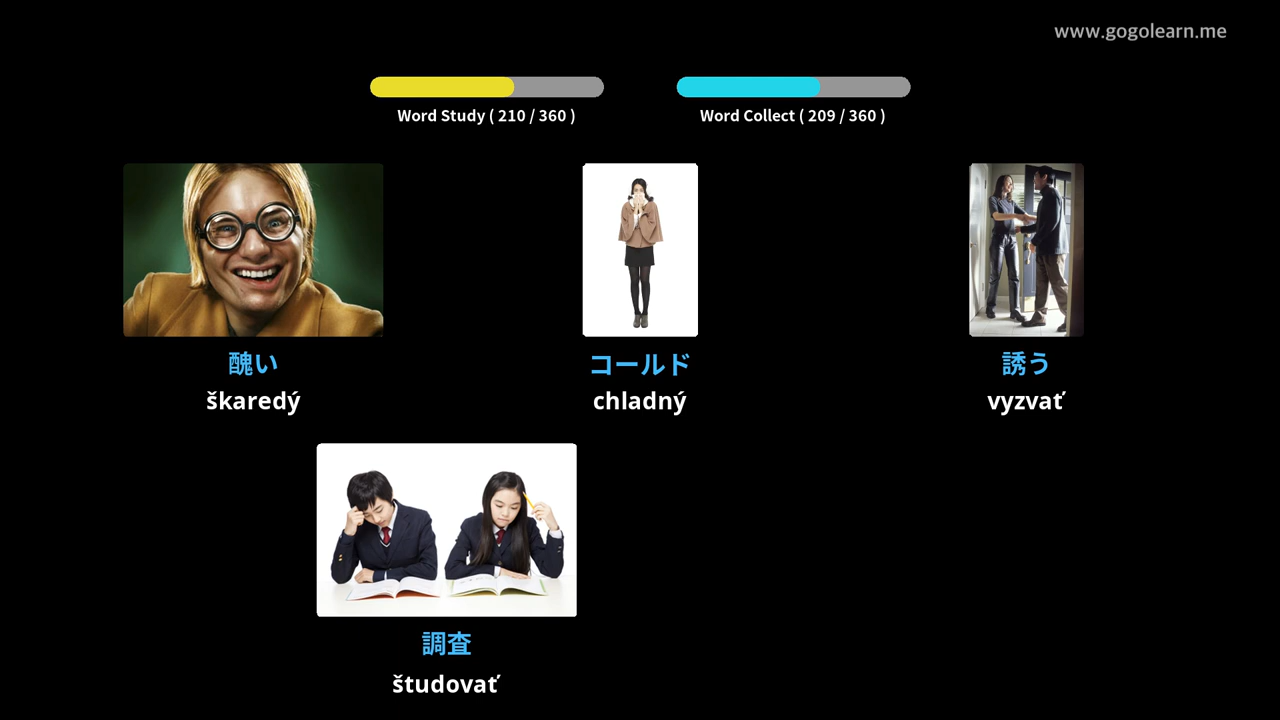 www.gogolearn.me
Word Study ( 210 / 360 )
Word Collect ( 209 / 360 )
醜い
コールド
誘う
škaredý
chladný
vyzvať
調査
študovať